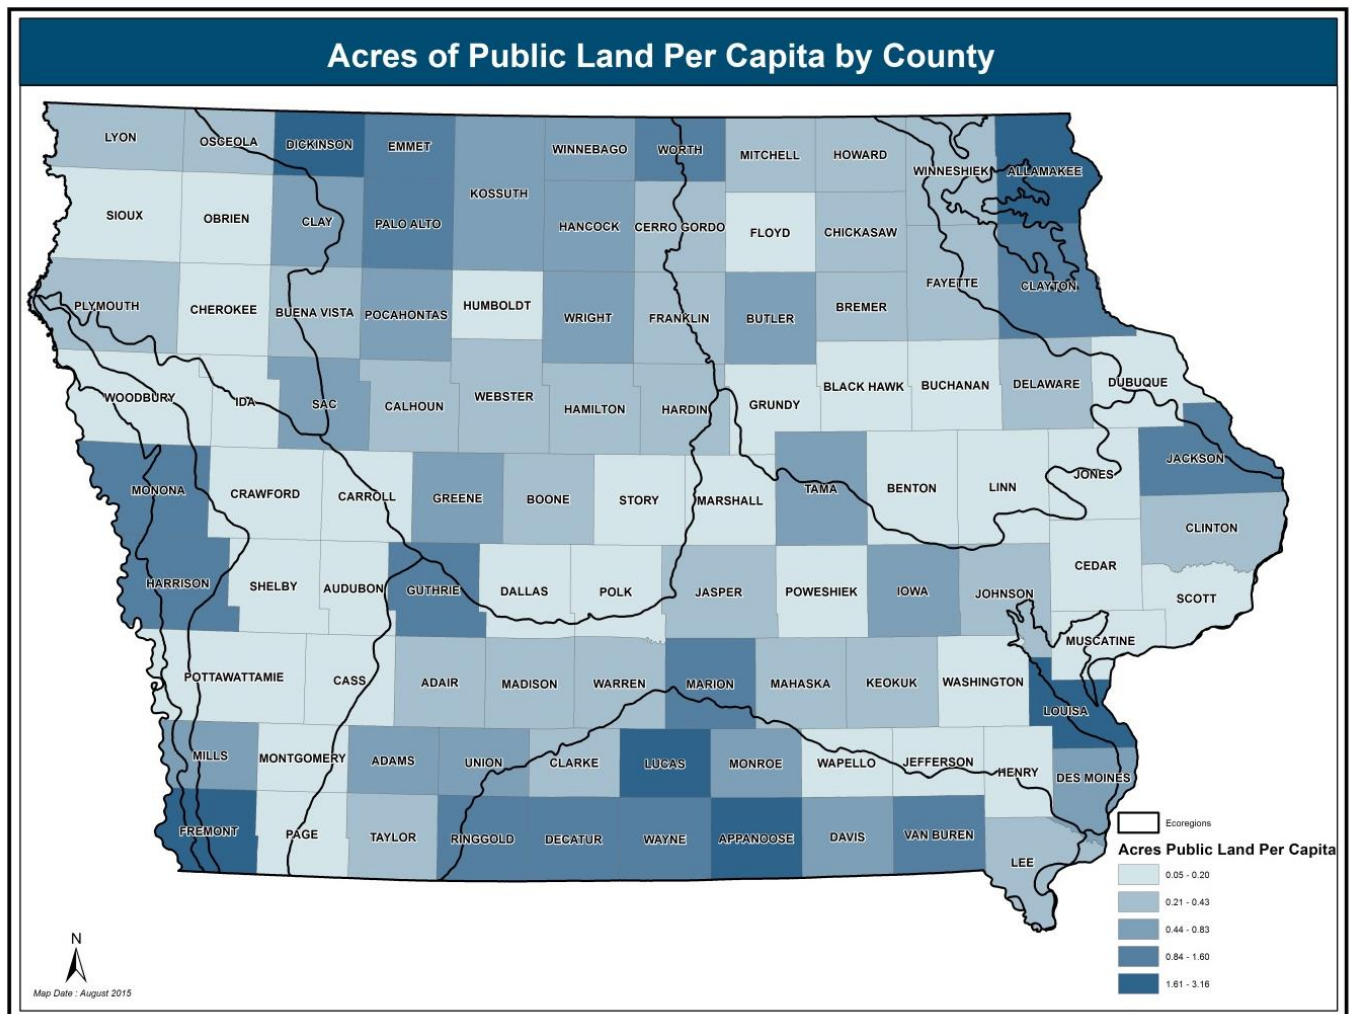 Acres of Public Land Per Capita by County
LYON
OSCEOLA
DICKINSON
EMMET
KOSSUTH
WINNEBAGO
WORTH
MITCHELL
HOWARD
WINNESHIEK
ALLAMAKEE
SIOUX
OBRIEN
CLAY
PALO ALTO
HANCOCK
CERRO GORDO
FLOYD
CHICKASAW
PLYMOUTH
CHEROKEE
BUENA VISTA
POCAHONTAS
HUMBOLDT
WRIGHT
FRANKLIN
BUTLER
BREMER
FAYETTE
CLAYTON
WOODBURY
IDA
SAC
CALHOUN
WEBSTER
HAMILTON
HARDIN
GRUNDY
BLACK HAWK
BUCHANAN
DELAWARE
DUBUQUE
MONONA
CRAWFORD
CARROLL
GREENE
BOONE
STORY
MARSHALL
TAMA
BENTON
LINN
JONES
JACKSON
CLINTON
HARRISON
SHELBY
AUDUBON
GUTHRIE
DALLAS
POLK
JASPER
POWESHIEK
IOWA
JOHNSON
CEDAR
SCOTT
MUSCATINE
POTTAWATTAMIE
CASS
ADAIR
MADISON
WARREN
MARION
MAHASKA
KEOKUK
WASHINGTON
LOUISA
MILLS
MONTGOMERY
ADAMS
UNION
CLARKE
LUCAS
MONROE
WAPELLO
JEFFERSON
HENRY
DES MOINES
FREMONT
PAGE
TAYLOR
RINGGOLD
DECATUR
WAYNE
APPANOOSE
DAVIS
VAN BUREN
LEE
Ecoregions
Acres Public Land Per Capita
0.05 - 0.20
0.21 - 0.43
0.44 - 0.83
0.84 - 1.60
1.61 - 3.16
N
Map Date : August 2015